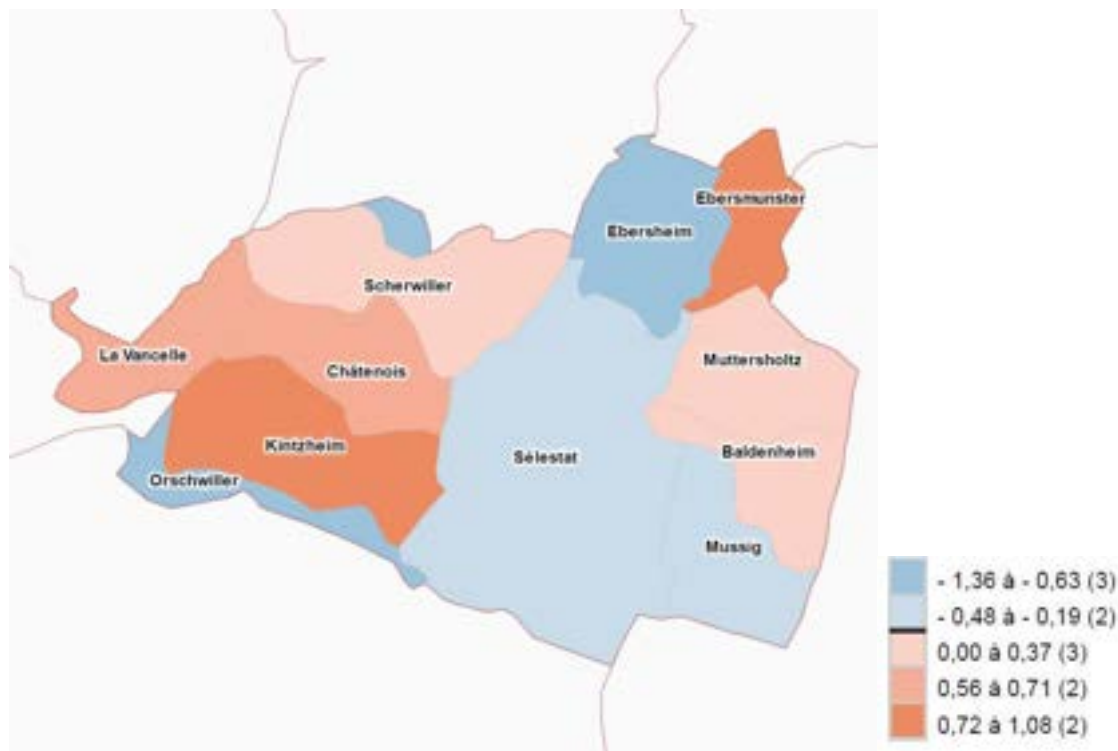 Ebersmunster
Ebersheim
Scherwiller
La Vancelle
Châtenois
Muttersholtz
Kintzheim
Baldenheim
Sélestat
Orschwiller
Mussig
- 1,36 à - 0,63 (3)
- 0,48 à - 0,19 (2)
0,00 à 0,37 (3)
0,56 à 0,71 (2)
0,72 à 1,08 (2)